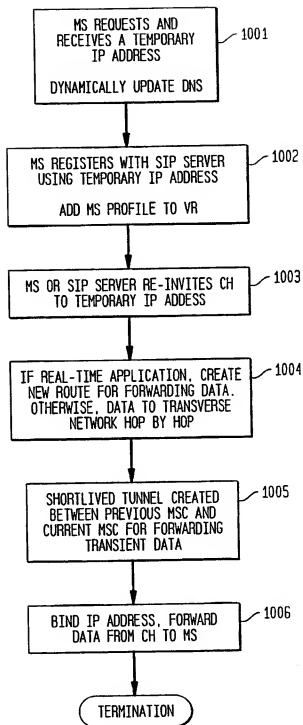 MS REQUESTS AND
RECEIVES A TEMPORARY
IP ADDRESS
DYNAMICALLY UPDATE DNS
1001
MS REGISTERS WITH SIP SERVER
USING TEMPORARY IP ADDRESS
ADD MS PROFILE TO VR
1002
MS OR SIP SERVER RE-INVITES CH
TO TEMPORARY IP ADDESS
1003
IF REAL-TIME APPLICATION, CREATE
NEW ROUTE FOR FORWARDING DATA.
OTHERWISE, DATA TO TRANSVERSE
NETWORK HOP BY HOP
1004
SHORTLIVED TUNNEL CREATED
BETWEEN PREVIOUS MSC AND
CURRENT MSC FOR FORWARDING
TRANSIENT DATA
1005
BIND IP ADDRESS, FORWARD
DATA FROM CH TO MS
1006
TERMINATION